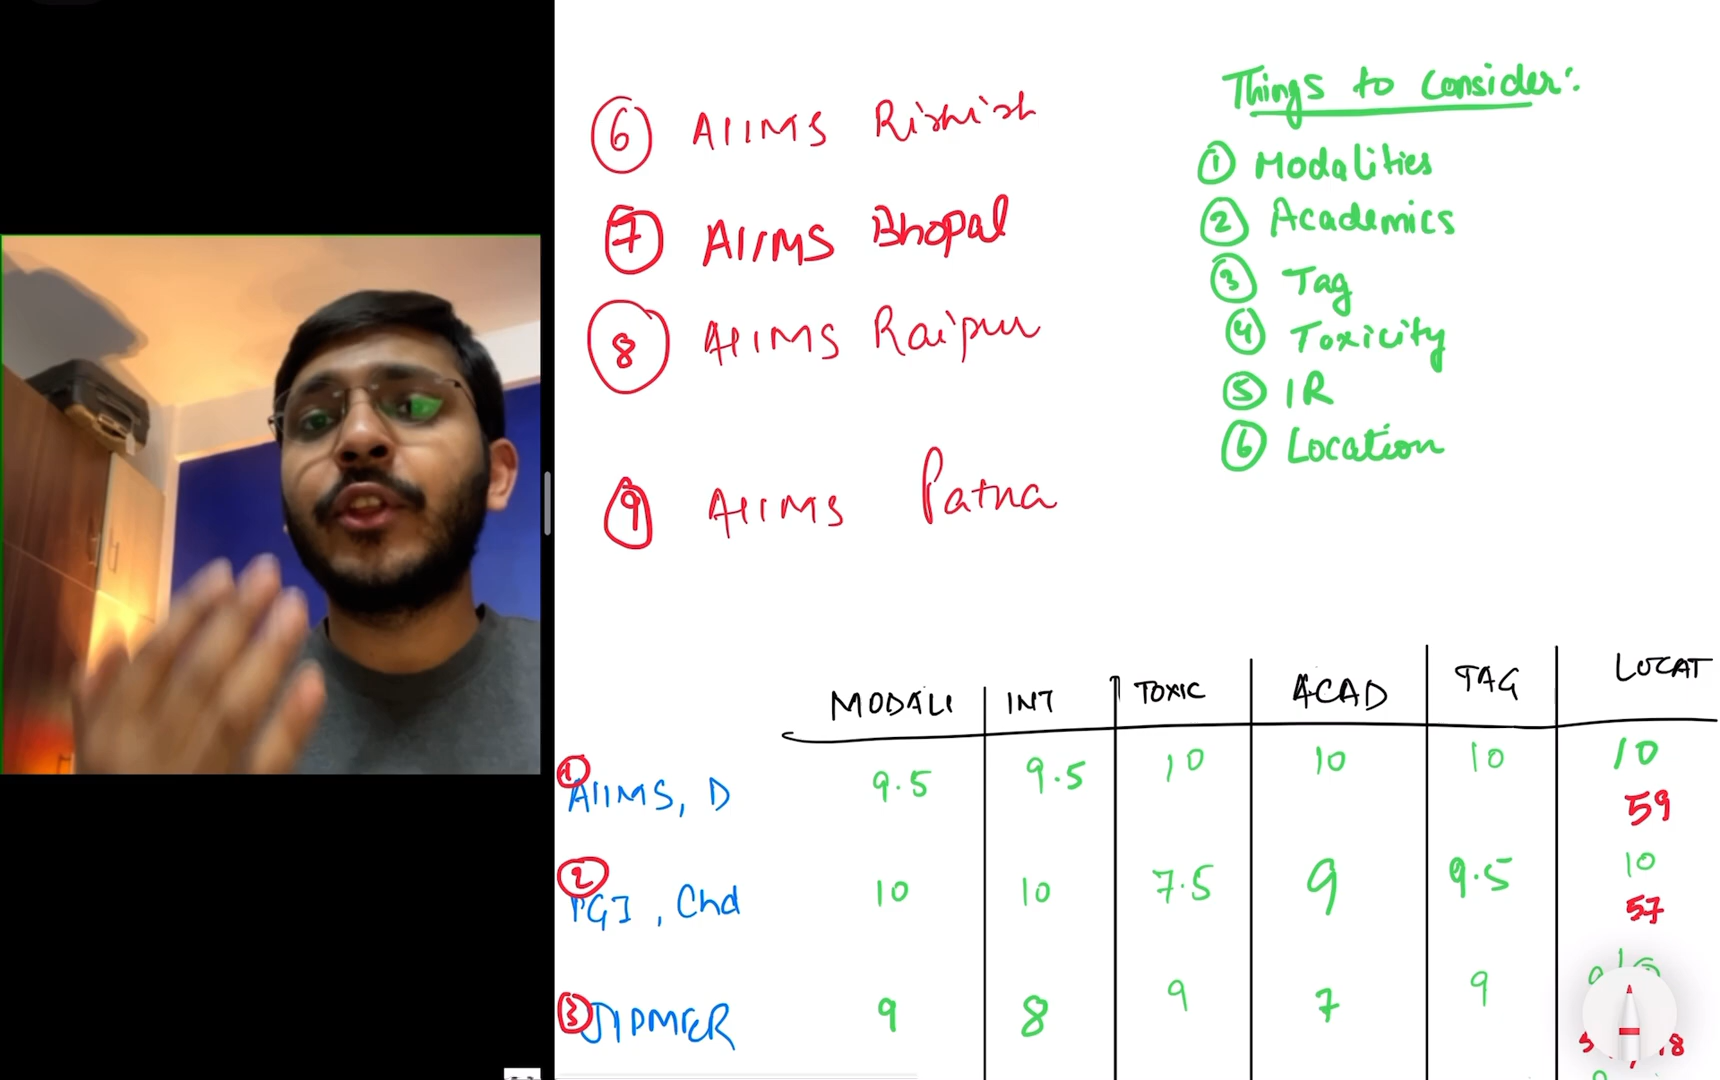 6 AIIMS Rishish
7 AIIMS Bhopal
8 AIIMS Raipur
9 AIIMS Patna
Things to consider:
1 Modalities
2 Academics
3 Tag
4 Toxicity
5 IR
6 Location
MODALI INT ↑ TOXIC ACAD TAG LOCAT
1 AIIMS, D 9.5 9.5 10 10 10 10
59
2 PGI, Chd 10 10 7.5 9 9.5 10
57
3 JIPMER 9 8 9 7 9